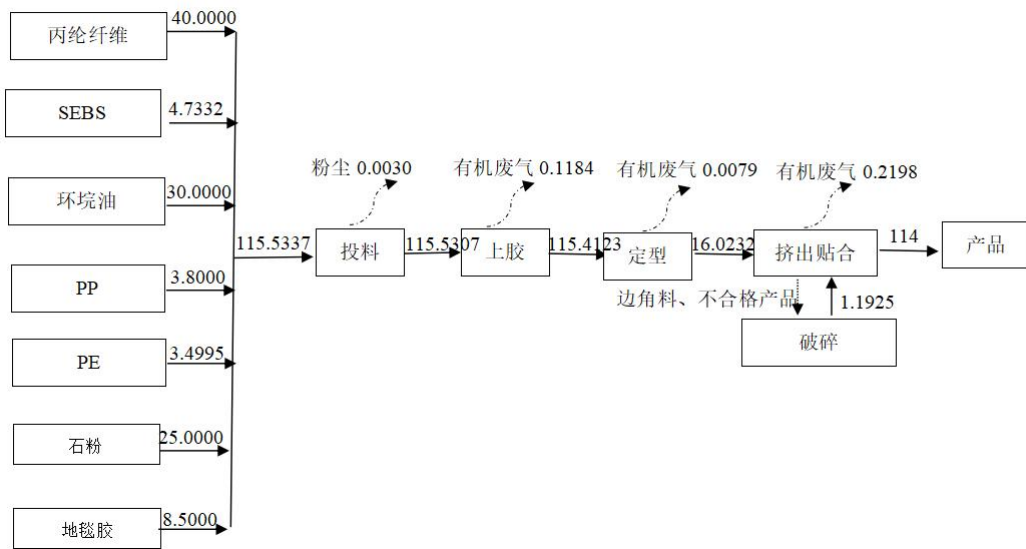 丙纶纤维
40.0000
SEBS
4.7332
环垸油
30.0000
PP
3.8000
PE
3.4995
石粉
25.0000
地毯胶
8.5000
115.5337
投料
粉尘 0.0030
115.5307
上胶
有机废气 0.1184
115.4123
定型
有机废气 0.0079
16.0232
挤出贴合
有机废气 0.2198
114
产品
边角料、不合格产品
1.1925
破碎